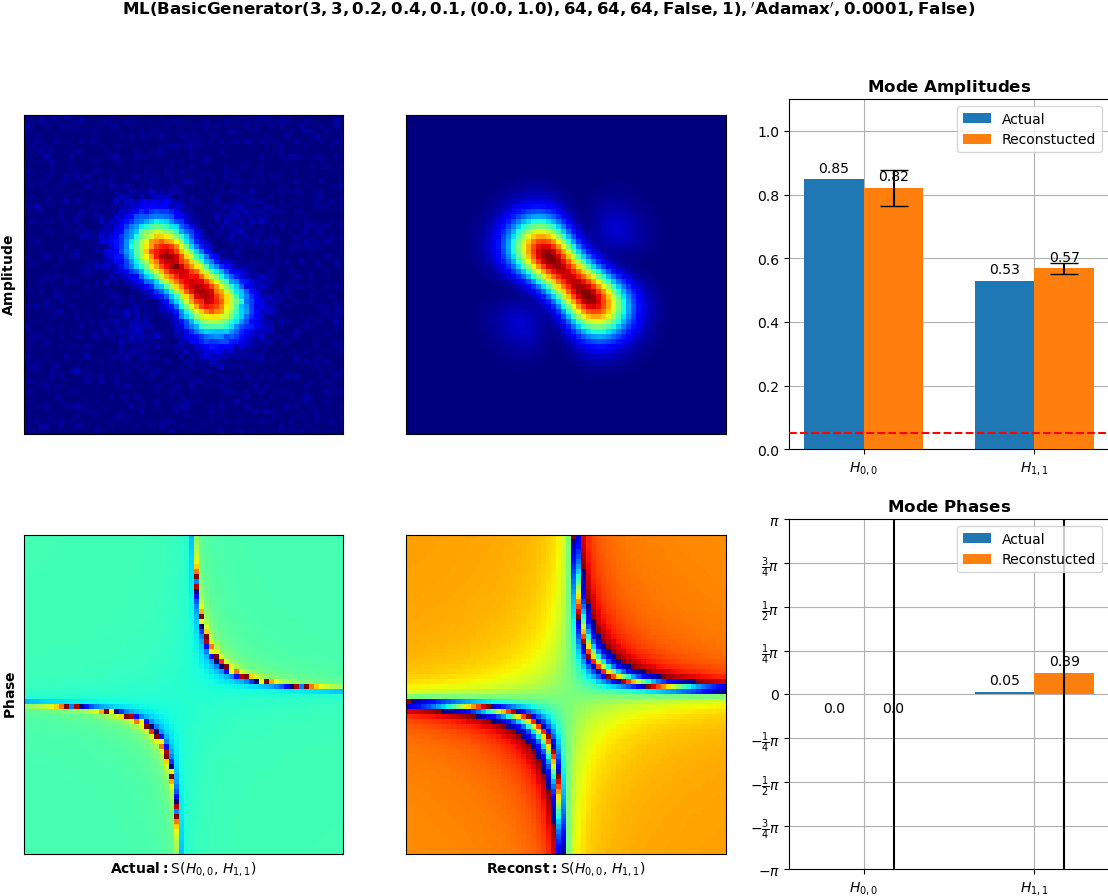 ML(BasicGenerator(3, 3, 0.2, 0.4, 0.1, (0.0, 1.0), 64, 64, 64, False, 1), ′Adamax′, 0.0001, False)
Amplitude
Mode Amplitudes
Actual
Reconstucted
1.0
0.8
0.6
0.4
0.2
0.0
0.85
0.82
0.53
0.57
H0, 0
H1, 1
Phase
Actual: S(H0, 0, H1, 1)
Reconst: S(H0, 0, H1, 1)
Mode Phases
Actual
Reconstucted
π
3/4π
1/2π
1/4π
0
−1/4π
−1/2π
−3/4π
−π
0.0
0.0
0.05
0.39
H0, 0
H1, 1